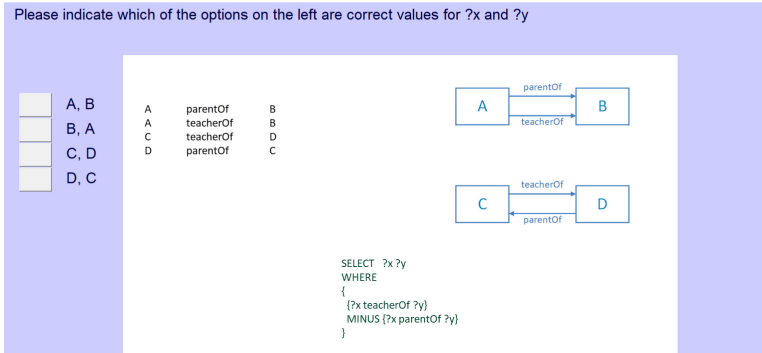 Please indicate which of the options on the left are correct values for ?x and ?y
A, B
B, A
C, D
D, C
A parentOf B
A teacherOf B
C teacherOf D
D parentOf C
parentOf
A B
teacherOf
teacherOf
C D
parentOf
SELECT ?x ?y
WHERE
{
{?x teacherOf ?y}
MINUS {?x parentOf ?y}
}